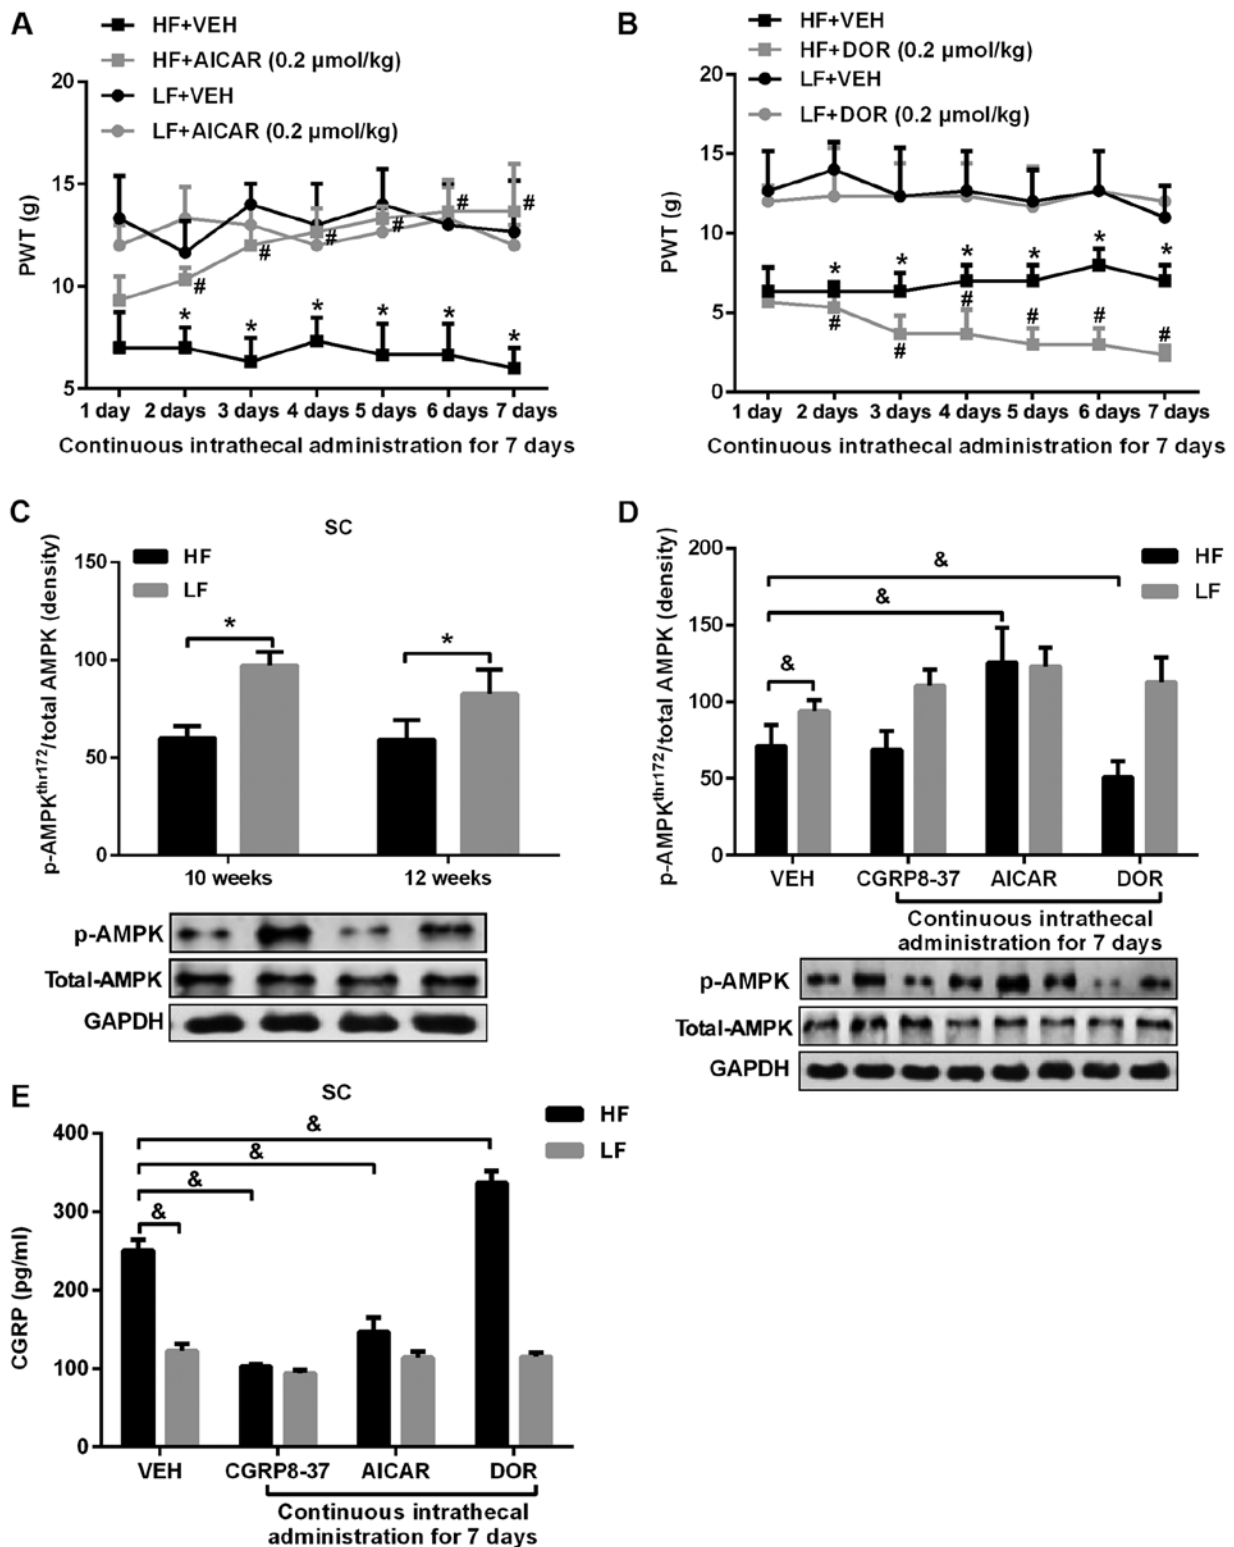 A
HF+VEH
HF+AICAR (0.2 µmol/kg)
LF+VEH
LF+AICAR (0.2 µmol/kg)
20
15
10
5
PWT (g)
# # # # # #
* * * * * *
1 day 2 days 3 days 4 days 5 days 6 days 7 days
Continuous intrathecal administration for 7 days
B
HF+VEH
HF+DOR (0.2 µmol/kg)
LF+VEH
LF+DOR (0.2 µmol/kg)
20
15
10
5
0
PWT (g)
* * * * * *
# # # # # #
1 day 2 days 3 days 4 days 5 days 6 days 7 days
Continuous intrathecal administration for 7 days
C
SC
HF
LF
150
100
50
0
p-AMPKthr172/total AMPK (density)
* *
10 weeks 12 weeks
p-AMPK
Total-AMPK
GAPDH
D
HF
LF
200
150
100
50
0
p-AMPKthr172/total AMPK (density)
&
&
&
VEH CGRP8-37 AICAR DOR
Continuous intrathecal
administration for 7 days
p-AMPK
Total-AMPK
GAPDH
E
SC
HF
LF
400
300
200
100
0
CGRP (pg/ml)
&
&
&
&
VEH CGRP8-37 AICAR DOR
Continuous intrathecal
administration for 7 days